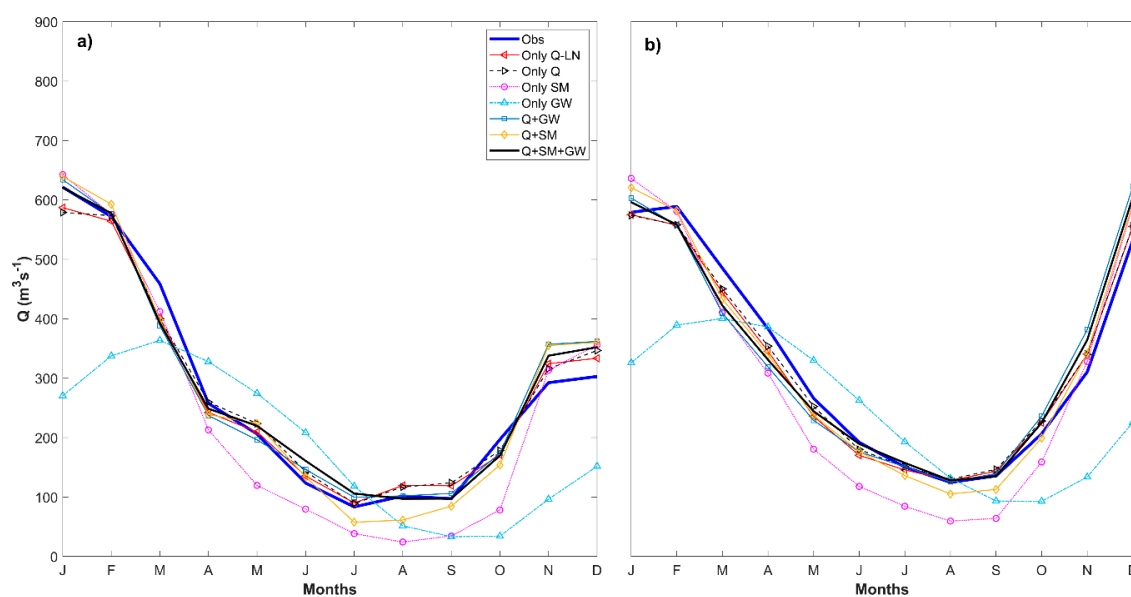 a)
Obs
Only Q-LN
Only Q
Only SM
Only GW
Q+GW
Q+SM
Q+SM+GW
b)
Q (m³s⁻¹)
900
800
700
600
500
400
300
200
100
0
J F M A M J J A S O N D
Months
J F M A M J J A S O N D
Months